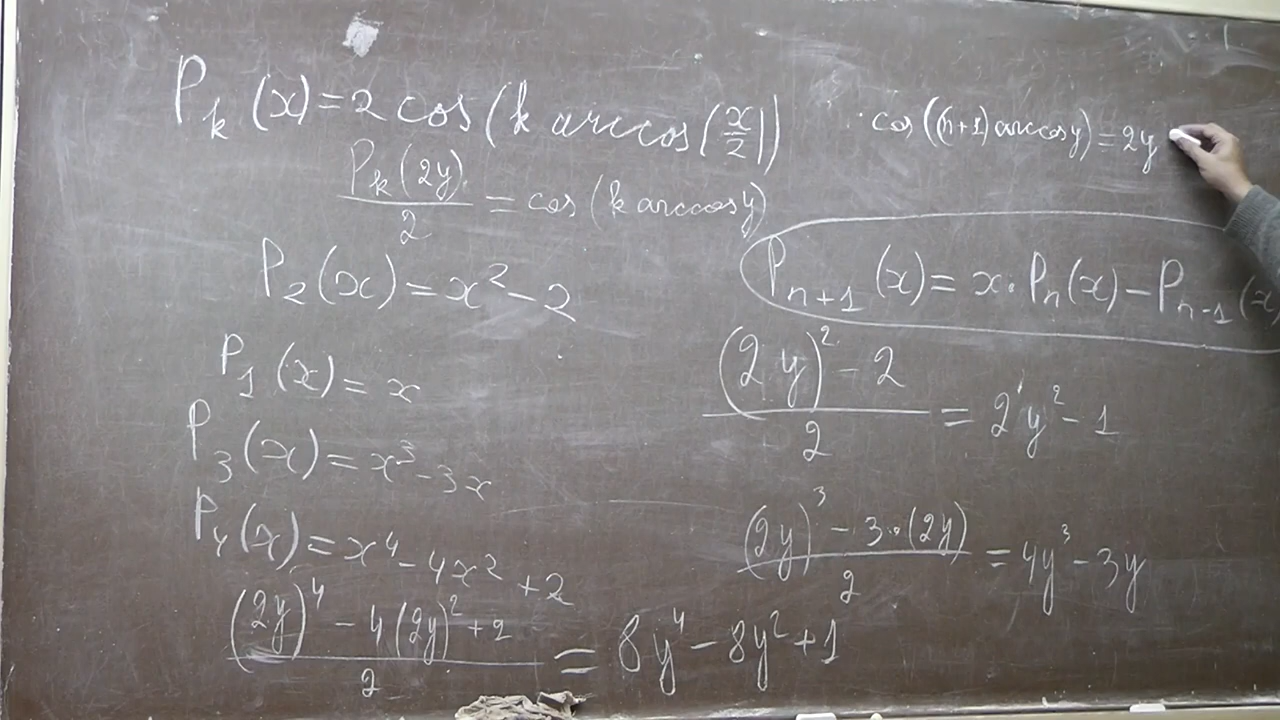 P_k (x) = 2 cos (k arccos (x/2))
P_k (2y) / 2 = cos (k arccos y)
P_2 (x) = x^2 - 2
P_1 (x) = x
P_3 (x) = x^3 - 3x
P_4 (x) = x^4 - 4x^2 + 2
((2y)^4 - 4(2y)^2 + 2) / 2 = 8y^4 - 8y^2 + 1
cos ((n+1) arccos y) = 2y
P_{n+1} (x) = x · P_n (x) - P_{n-1} (x
((2y)^2 - 2) / 2 = 2y^2 - 1
((2y)^3 - 3·(2y)) / 2 = 4y^3 - 3y